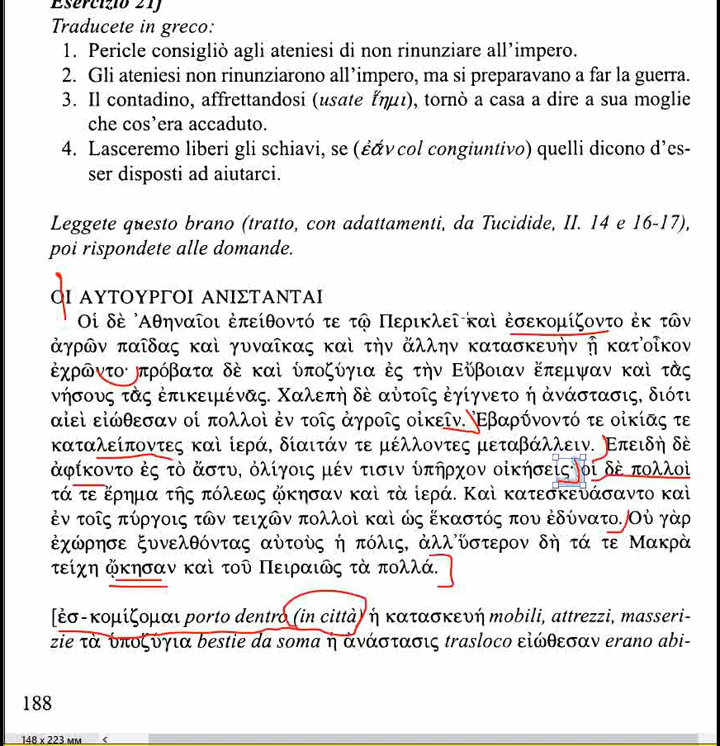 Esercizio 21f
Traducete in greco:
1. Pericle consigliò agli ateniesi di non rinunziare all'impero.
2. Gli ateniesi non rinunziarono all'impero, ma si preparavano a far la guerra.
3. Il contadino, affrettandosi (usate ἵημι), tornò a casa a dire a sua moglie
che cos'era accaduto.
4. Lasceremo liberi gli schiavi, se (ἐάν col congiuntivo) quelli dicono d'es-
ser disposti ad aiutarci.
Leggete questo brano (tratto, con adattamenti, da Tucidide, II. 14 e 16-17),
poi rispondete alle domande.
ΟΙ ΑΥΤΟΥΡΓΟΙ ΑΝΙΣΤΑΝΤΑΙ
Οἱ δὲ Ἀθηναῖοι ἐπείθοντό τε τῷ Περικλεῖ καὶ ἐσεκομίζοντο ἐκ τῶν
ἀγρῶν παῖδας καὶ γυναῖκας καὶ τὴν ἄλλην κατασκευὴν ᾗ κατ'οἶκον
ἐχρῶντο· πρόβατα δὲ καὶ ὑποζύγια ἐς τὴν Εὔβοιαν ἔπεμψαν καὶ τᾱ̀ς
νήσους τᾱ̀ς ἐπικειμένᾱς. Χαλεπὴ δὲ αὐτοῖς ἐγίγνετο ἡ ἀνάστασις, διότι
αἰεὶ εἰώθεσαν οἱ πολλοὶ ἐν τοῖς ἀγροῖς οἰκεῖν. Ἐβαρῡ́νοντό τε οἰκίᾱς τε
καταλείποντες καὶ ἱερά, δίαιτάν τε μέλλοντες μεταβάλλειν. Ἐπειδὴ δὲ
ἀφῑ́κοντο ἐς τὸ ἄστυ, ὀλίγοις μέν τισιν ὑπῆρχον οἰκήσεις· οἱ δὲ πολλοὶ
τά τε ἔρημα τῆς πόλεως ᾤκησαν καὶ τὰ ἱερά. Καὶ κατεσκευάσαντο καὶ
ἐν τοῖς πύργοις τῶν τειχῶν πολλοὶ καὶ ὡς ἕκαστός που ἐδύνατο. Οὐ γὰρ
ἐχώρησε ξυνελθόντας αὐτοὺς ἡ πόλις, ἀλλ'ὕστερον δὴ τά τε Μακρὰ
τείχη ᾤκησαν καὶ τοῦ Πειραιῶς τὰ πολλά.
[ἐσ-κομίζομαι porto dentro (in città) ἡ κατασκευή mobili, attrezzi, masseri-
zie τὰ ὑποζύγια bestie da soma ἡ ἀνάστασις trasloco εἰώθεσαν erano abi-
188
148 x 223 мм